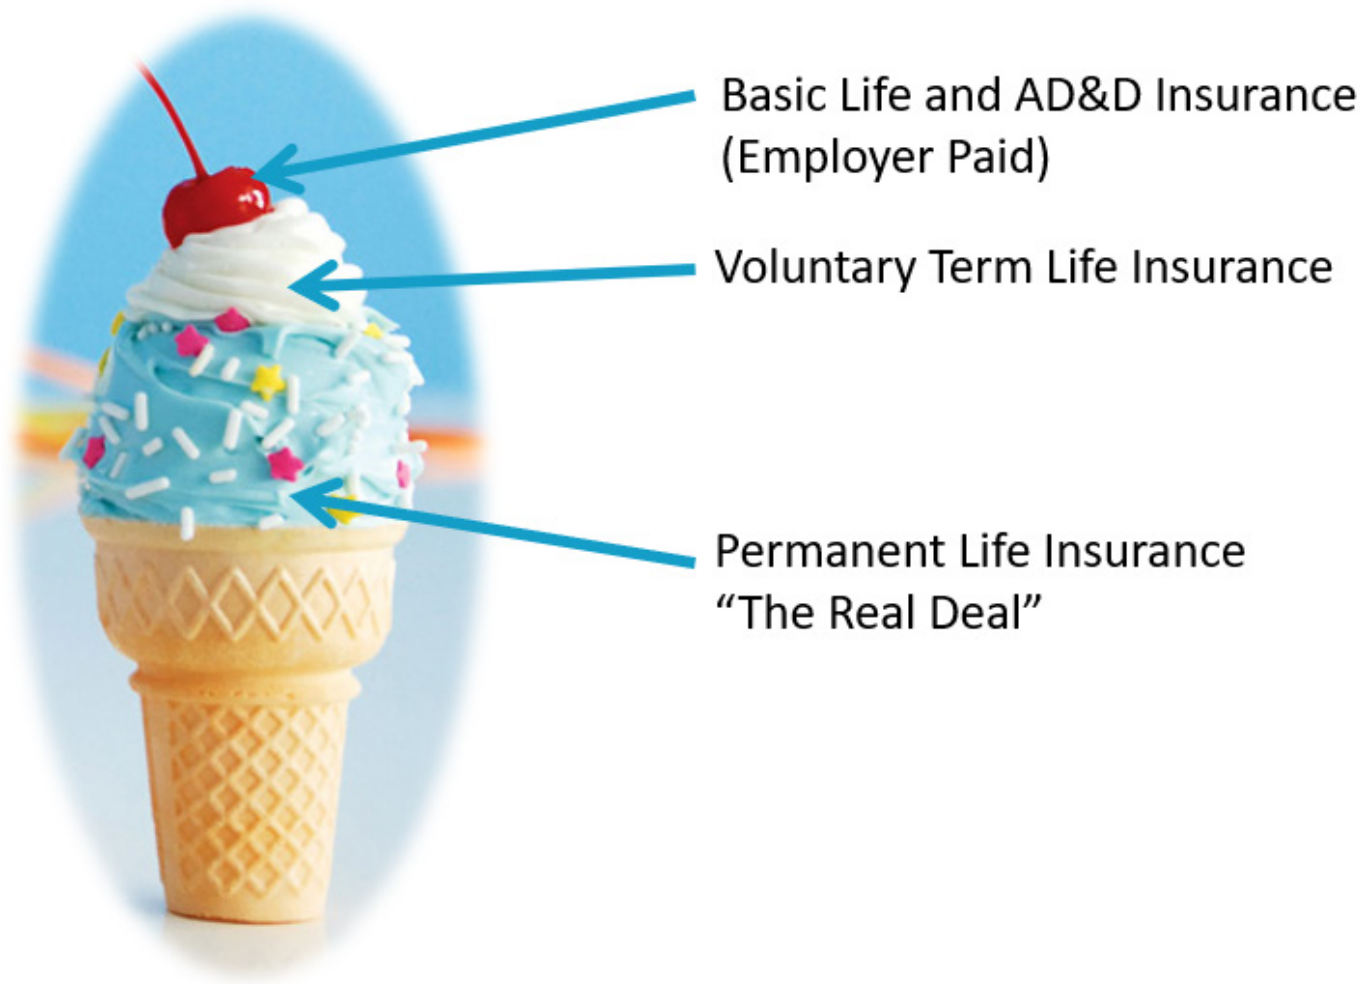 Basic Life and AD&D Insurance
(Employer Paid)
Voluntary Term Life Insurance
Permanent Life Insurance
“The Real Deal”